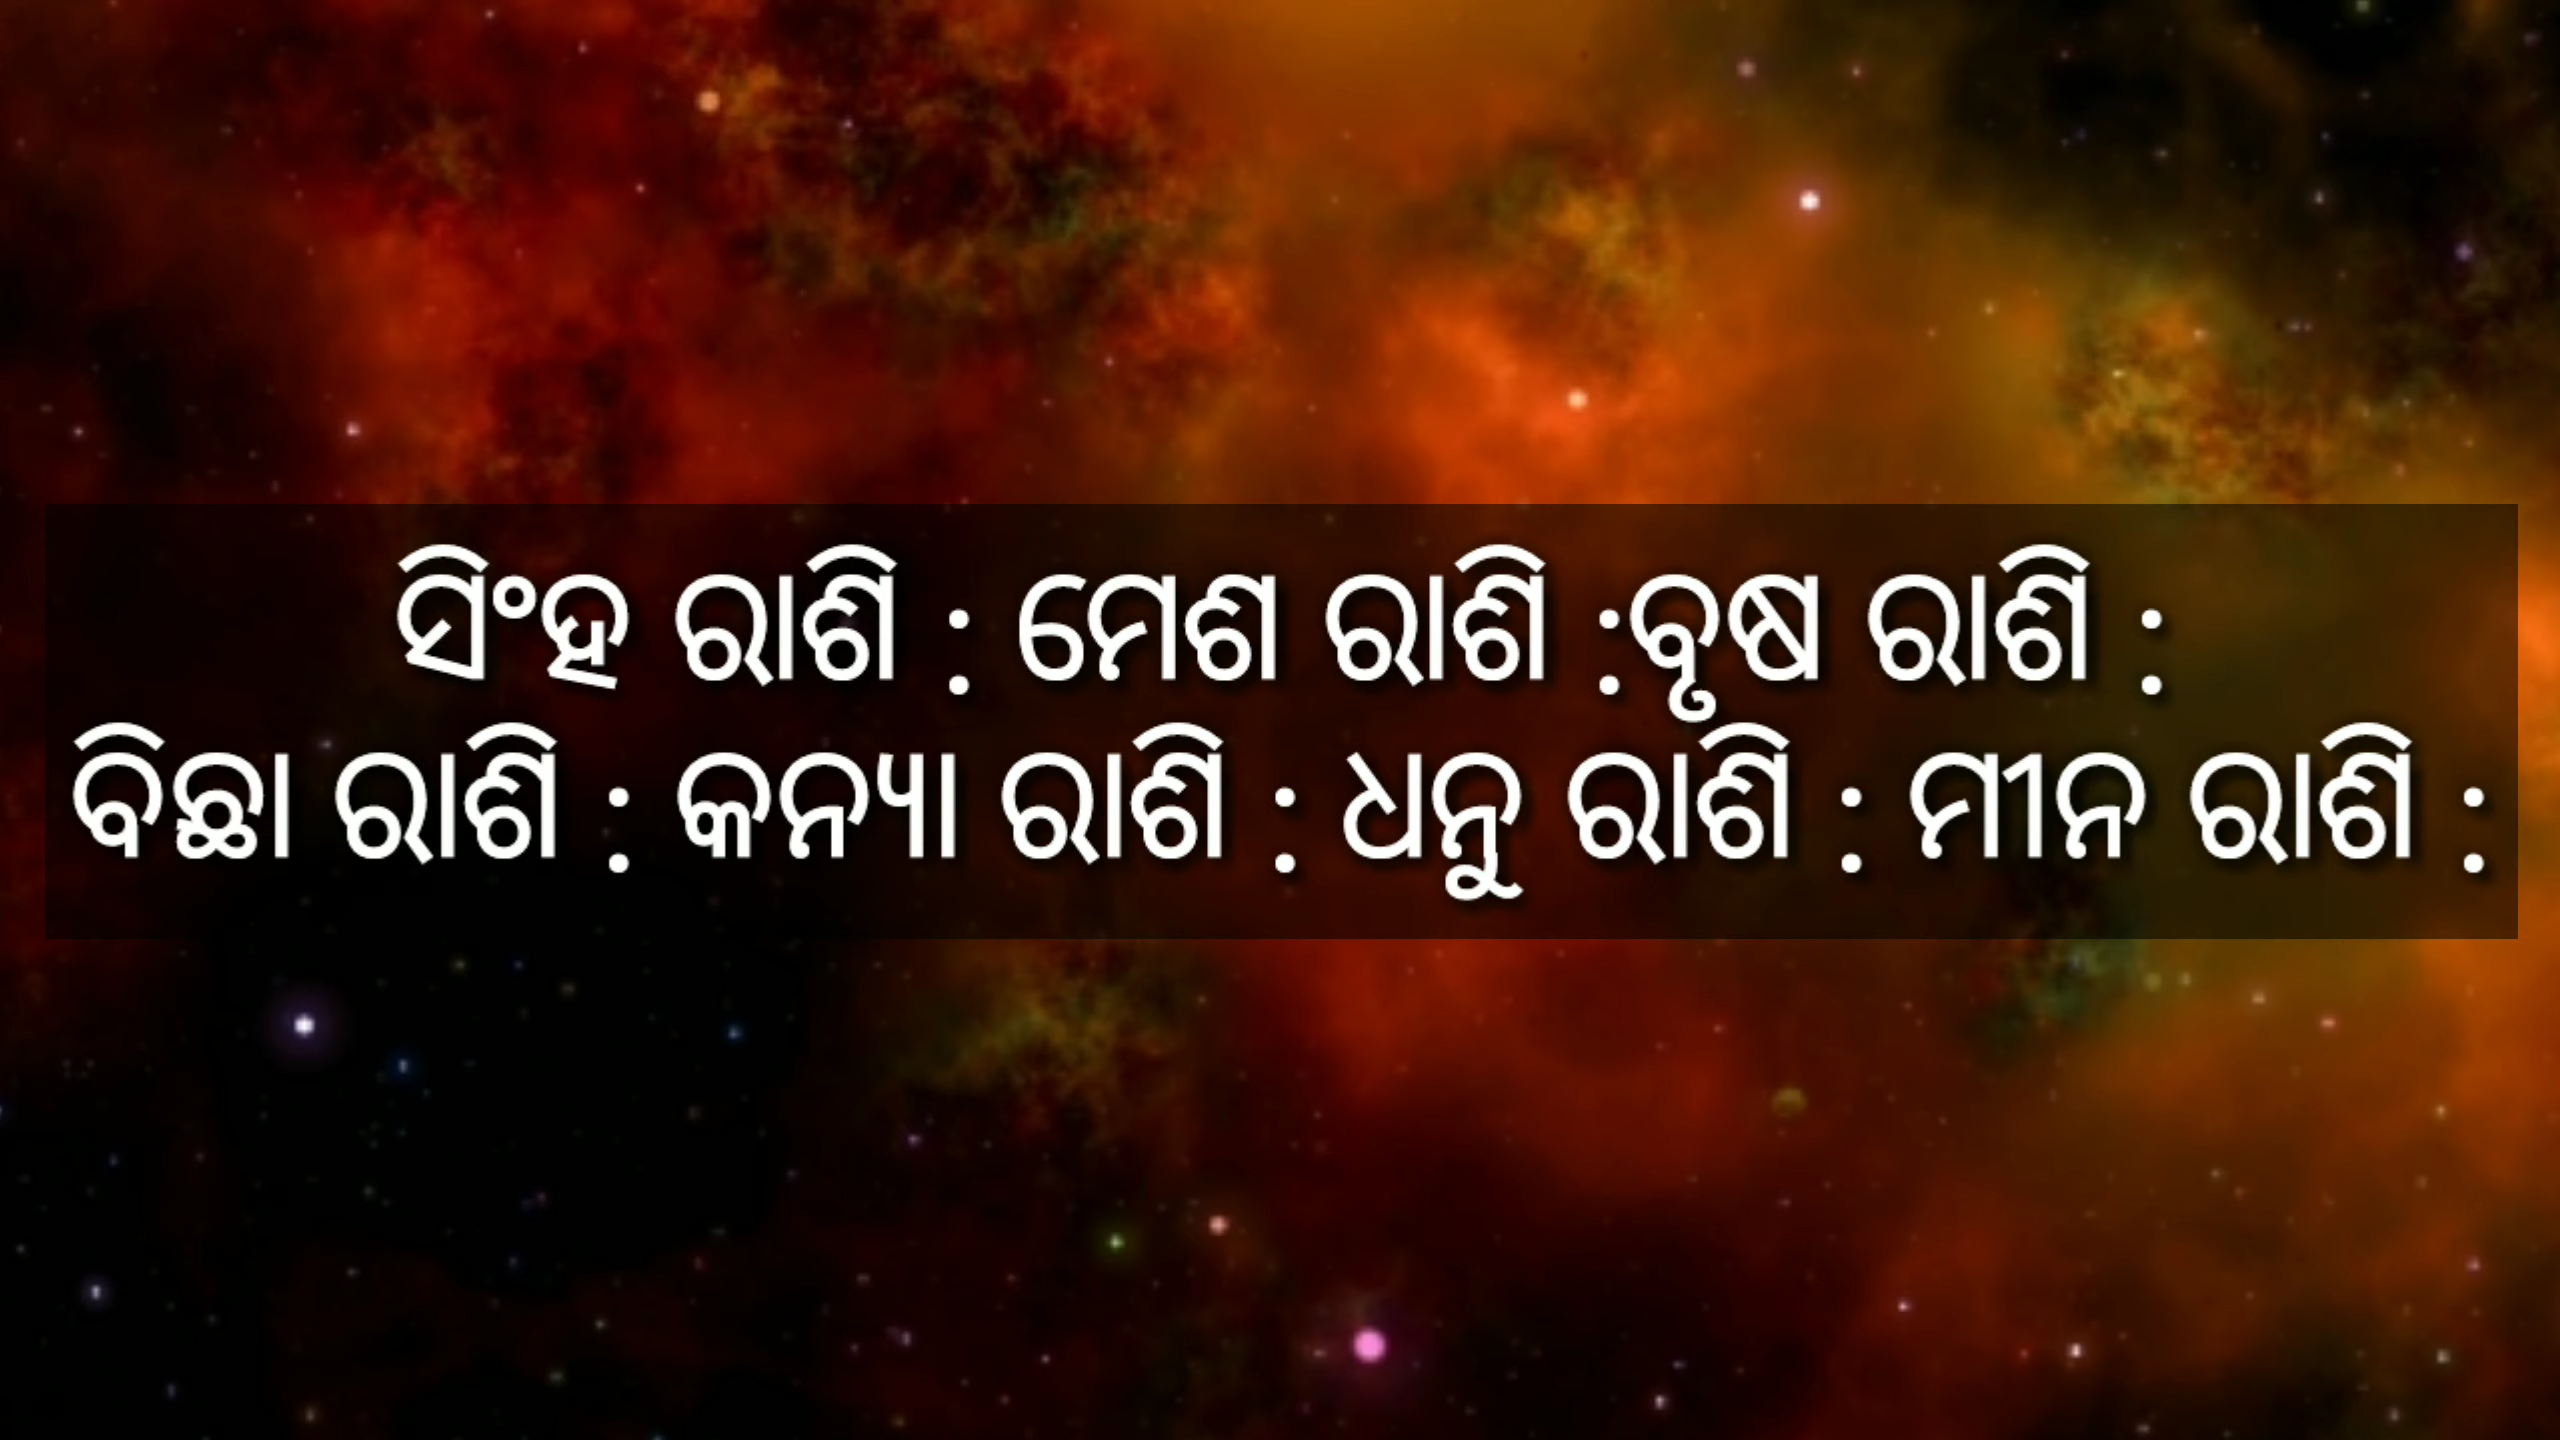 ସିଂହ ରାଶି : ମେଣ ରାଶି :ବୃଷ ରାଶି :
ବିଛା ରାଶି : କନ୍ୟା ରାଶି : ଧନୁ ରାଶି : ମୀନ ରାଶି :